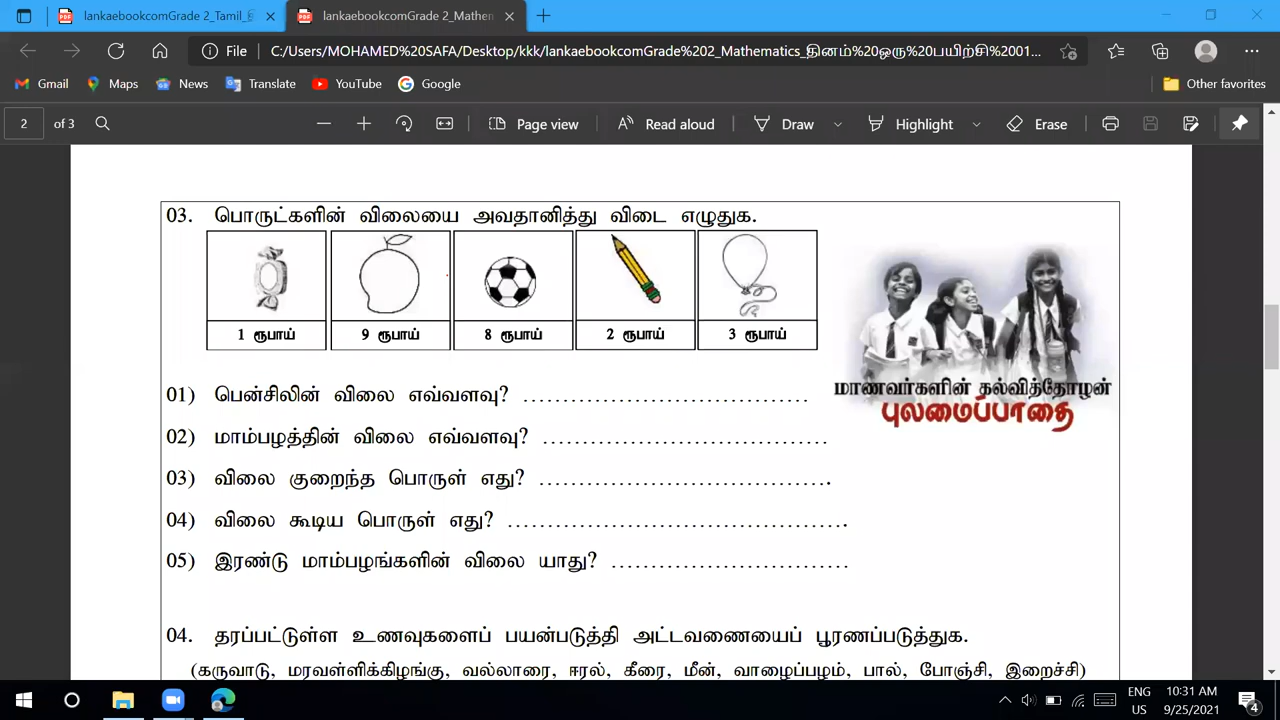 lankaebookcomGrade 2_Tamil_
lankaebookcomGrade 2_Mathen
File
C:/Users/MOHAMED%20SAFA/Desktop/kkk/lankaebookcomGrade%202_Mathematics_தினம்%20ஒரு%20பயிற்சி%2001...
Gmail Maps News Translate YouTube Google Other favorites
2 of 3 Page view Read aloud Draw Highlight Erase
03. பொருட்களின் விலையை அவதானித்து விடை எழுதுக.
1 ரூபாய் 9 ரூபாய் 8 ரூபாய் 2 ரூபாய் 3 ரூபாய்
மாணவர்களின் கல்வித்தோழன்
புலமைப்பாதை
01) பென்சிலின் விலை எவ்வளவு? ....................................
02) மாம்பழத்தின் விலை எவ்வளவு? ....................................
03) விலை குறைந்த பொருள் எது? .....................................
04) விலை கூடிய பொருள் எது? ...........................................
05) இரண்டு மாம்பழங்களின் விலை யாது? ..............................
04. தரப்பட்டுள்ள உணவுகளைப் பயன்படுத்தி அட்டவணையைப் பூரணப்படுத்துக.
(கருவாடு, மரவள்ளிக்கிழங்கு, வல்லாரை, ஈரல், கீரை, மீன், வாழைப்பழம், பால், போஞ்சி, இறைச்சி)
ENG 10:31 AM
US 9/25/2021
4